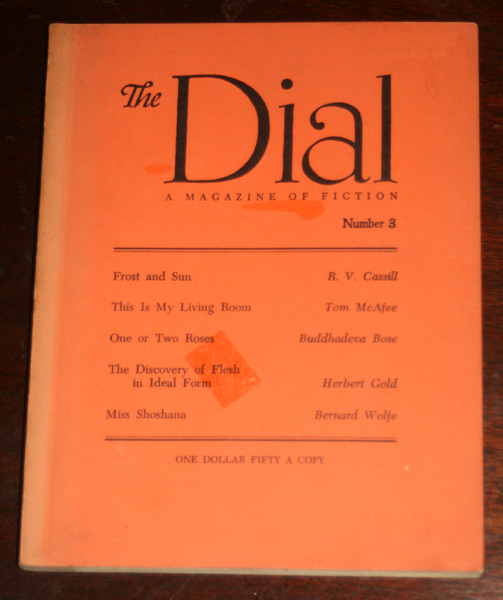 The Dial
A MAGAZINE OF FICTION
Number 3
Frost and Sun R. V. Cassill
This Is My Living Room Tom McAfee
One or Two Roses Buddhadeva Bose
The Discovery of Flesh
in Ideal Form Herbert Gold
Miss Shoshana Bernard Wolfe
ONE DOLLAR FIFTY A COPY